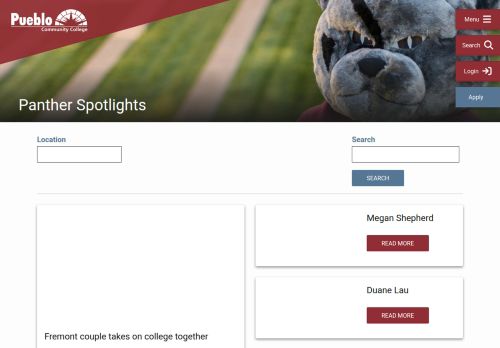 Pueblo
Community College
Menu
Search
Login
Apply
Panther Spotlights
Location
Search
SEARCH
Megan Shepherd
READ MORE
Duane Lau
READ MORE
Fremont couple takes on college together